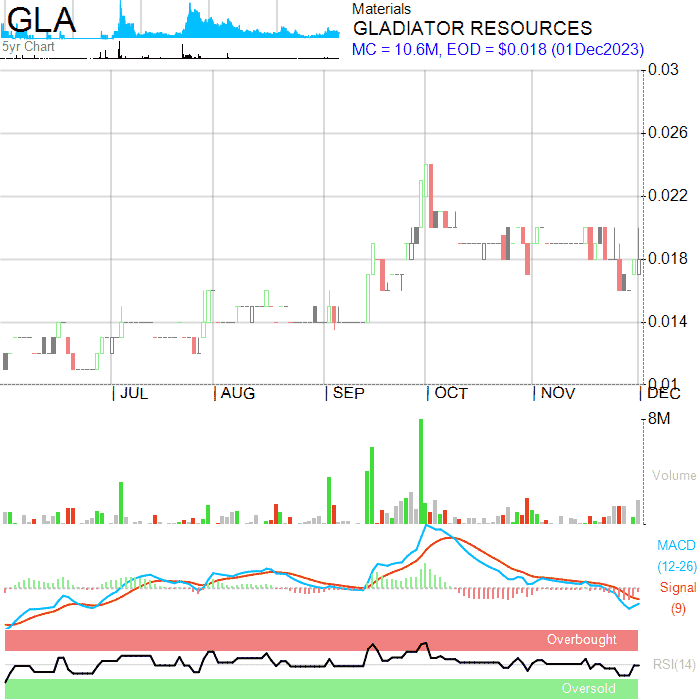 GLA
5yr Chart
Materials
GLADIATOR RESOURCES
MC = 10.6M, EOD = $0.018 (01Dec2023)
0.03
0.026
0.022
0.018
0.014
0.01
JUL
AUG
SEP
OCT
NOV
DEC
8M
Volume
MACD
(12-26)
Signal
(9)
Overbought
RSI(14)
Oversold